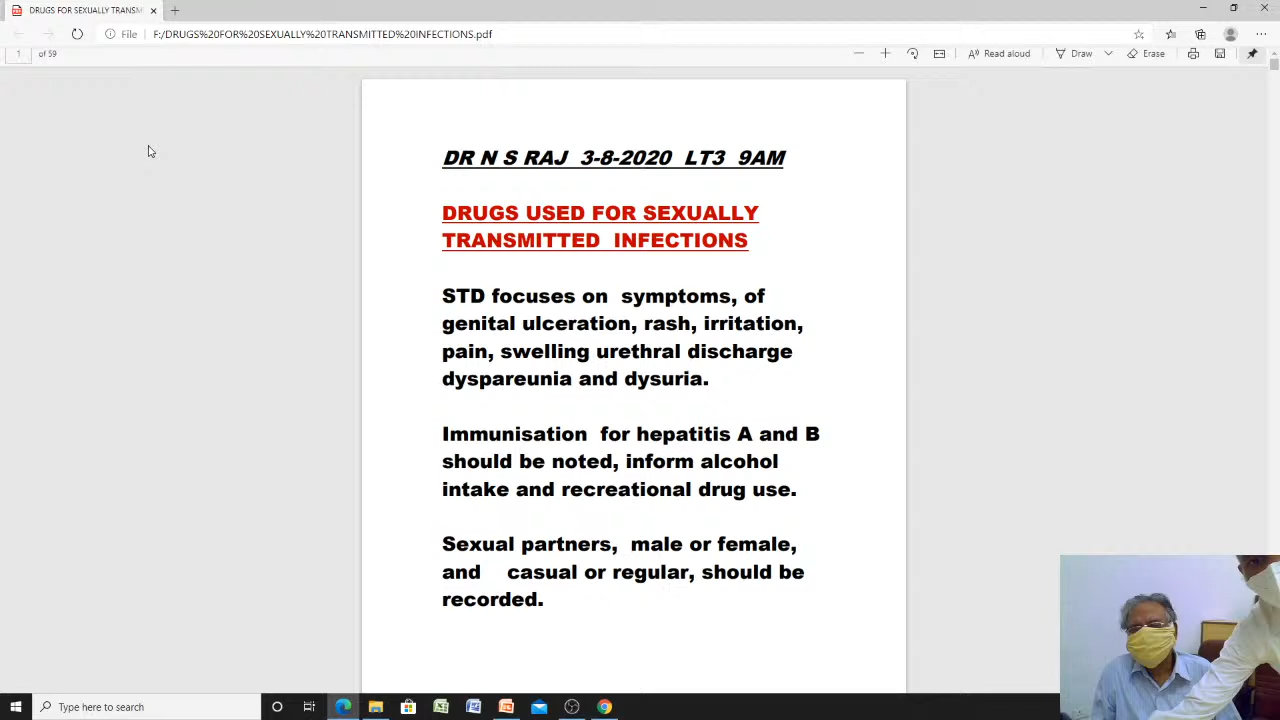 DRUGS FOR SEXUALLY TRANSM
File
F:/DRUGS%20FOR%20SEXUALLY%20TRANSMITTED%20INFECTIONS.pdf
1 of 59
Read aloud
Draw
Erase
DR N S RAJ 3-8-2020 LT3 9AM
DRUGS USED FOR SEXUALLY
TRANSMITTED INFECTIONS
STD focuses on symptoms, of
genital ulceration, rash, irritation,
pain, swelling urethral discharge
dyspareunia and dysuria.
Immunisation for hepatitis A and B
should be noted, inform alcohol
intake and recreational drug use.
Sexual partners, male or female,
and casual or regular, should be
recorded.
Type here to search